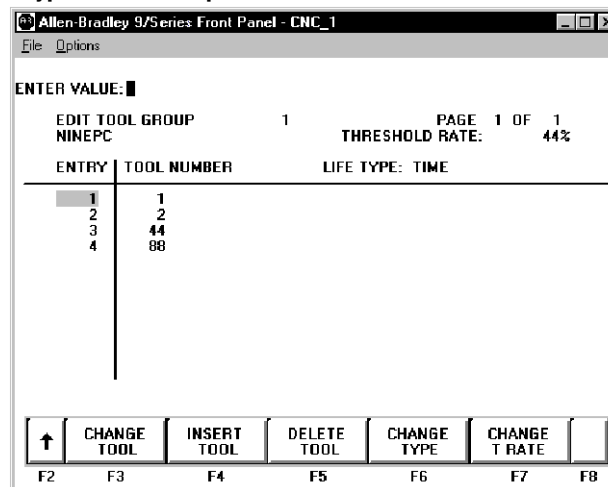 Allen-Bradley 9/Series Front Panel - CNC_1
File Options
ENTER VALUE:
EDIT TOOL GROUP 1 PAGE 1 OF 1
NINEPC THRESHOLD RATE: 44%
ENTRY TOOL NUMBER LIFE TYPE: TIME
1 1
2 2
3 44
4 88
↑ CHANGE TOOL INSERT TOOL DELETE TOOL CHANGE TYPE CHANGE T RATE
F2 F3 F4 F5 F6 F7 F8